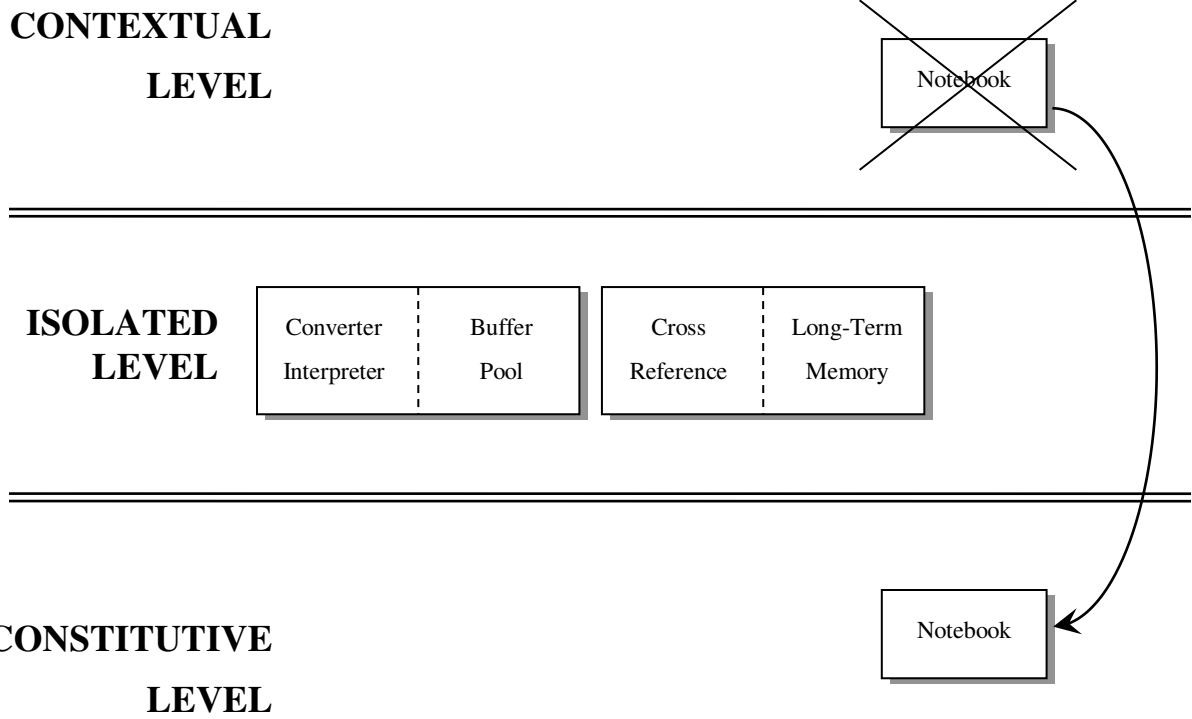 CONTEXTUAL
LEVEL
Notebook
ISOLATED
LEVEL
Converter
Interpreter
Buffer
Pool
Cross
Reference
Long-Term
Memory
CONSTITUTIVE
LEVEL
Notebook